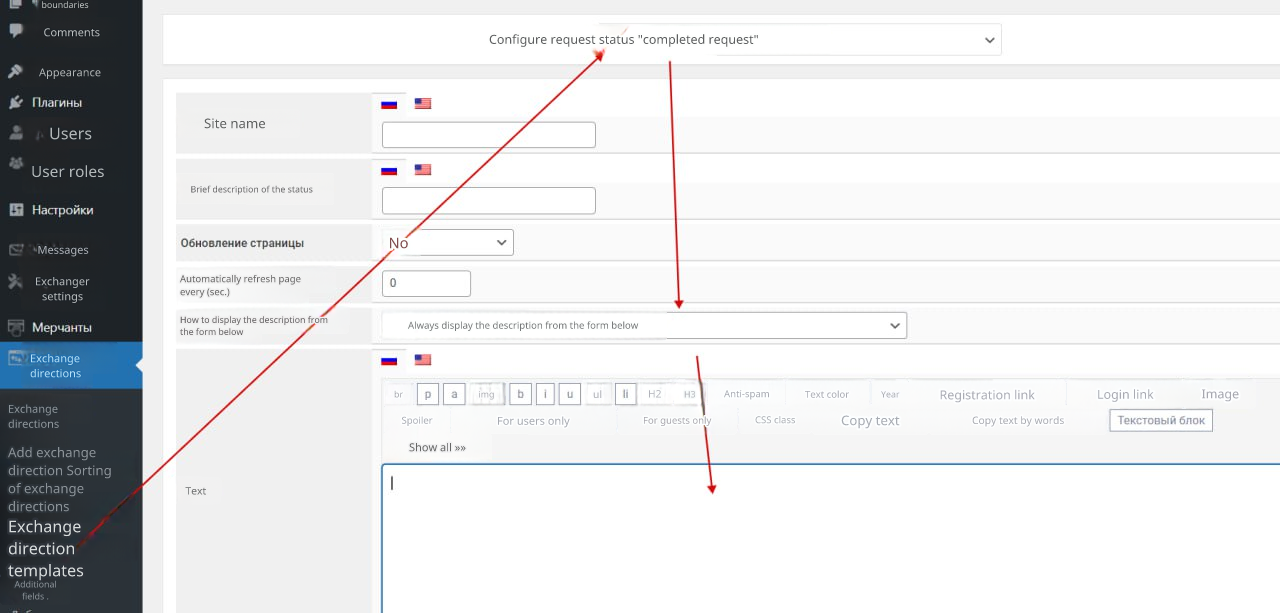 boundaries
Comments
Appearance
Плагины
Users
User roles
Настройки
Messages
Exchanger
settings
Мерчанты
Exchange
directions
Exchange
directions
Add exchange
direction Sorting
of exchange
directions
Exchange
direction
templates
Additional
fields .
Configure request status "completed request"
Site name
Brief description of the status
Обновление страницы
No
Automatically refresh page
every (sec.)
0
How to display the description from
the form below
Always display the description from the form below
Text
br p a img b i u ul li H2 H3 Anti-spam Text color Year Registration link Login link Image
Spoiler For users only For guests only CSS class Copy text Copy text by words Текстовый блок
Show all »»